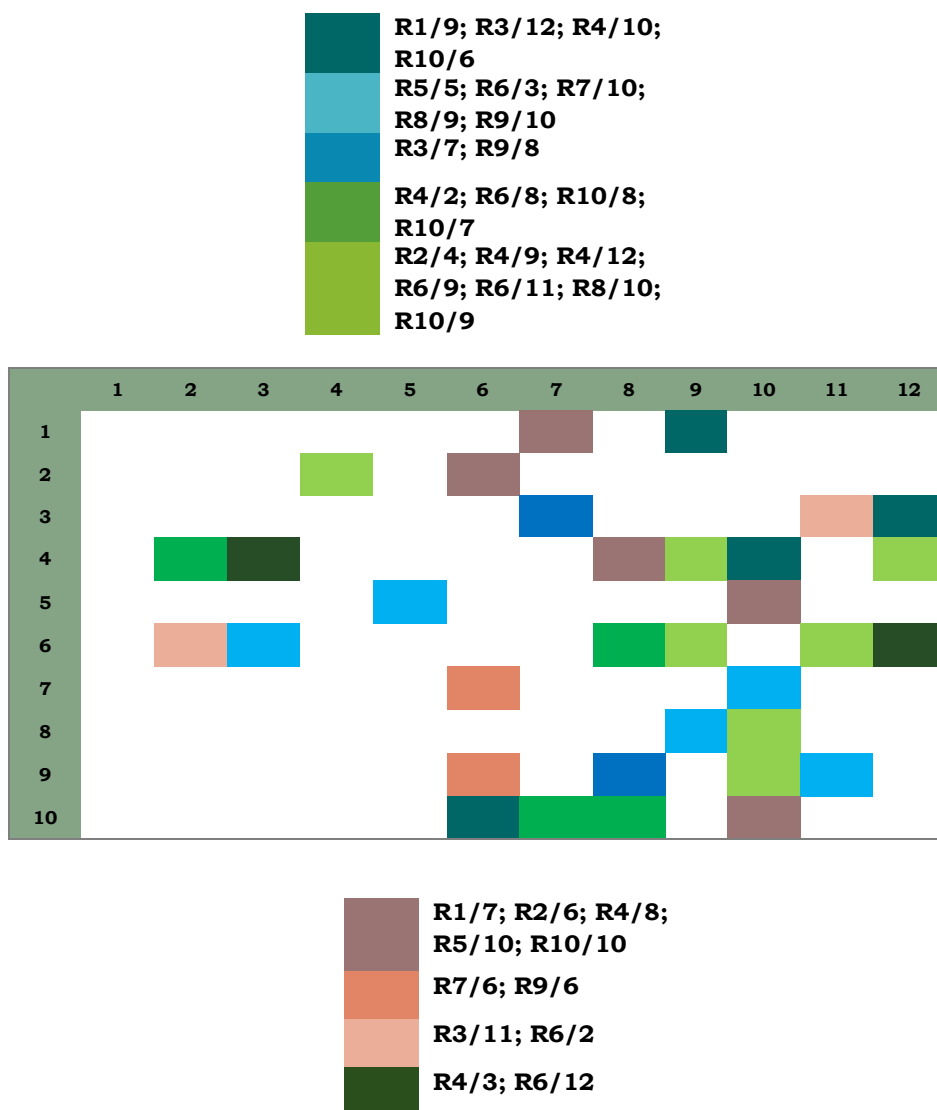 R1/9; R3/12; R4/10;
R10/6
R5/5; R6/3; R7/10;
R8/9; R9/10
R3/7; R9/8
R4/2; R6/8; R10/8;
R10/7
R2/4; R4/9; R4/12;
R6/9; R6/11; R8/10;
R10/9
1 2 3 4 5 6 7 8 9 10 11 12
1
2
3
4
5
6
7
8
9
10
R1/7; R2/6; R4/8;
R5/10; R10/10
R7/6; R9/6
R3/11; R6/2
R4/3; R6/12